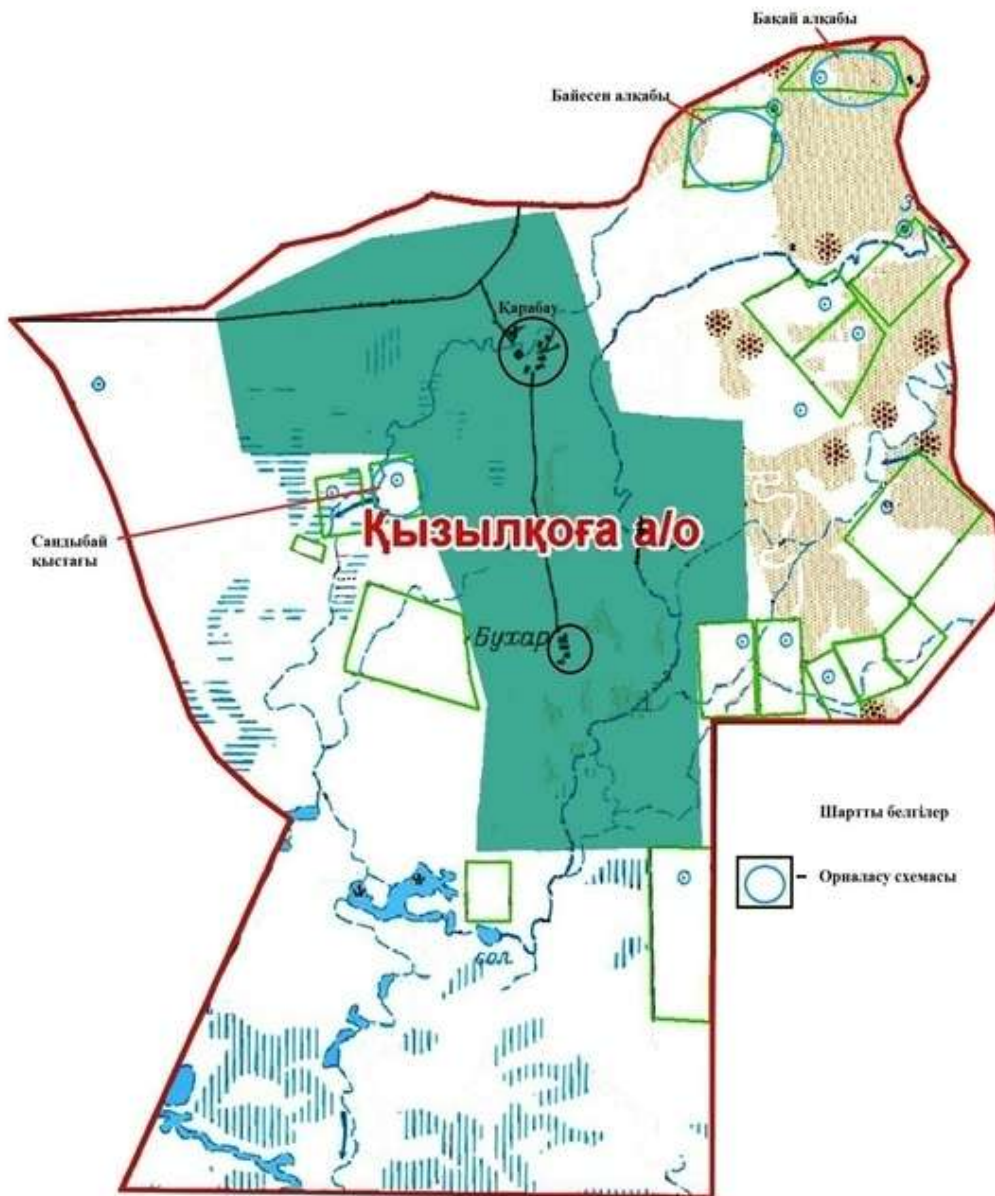 Бақай алқабы
Байесен алқабы
Қарабау
Сандыбай
қыстағы
Қызылқоға а/о
Бухар
Шартты белгілер
- Орналасу схемасы
сол.